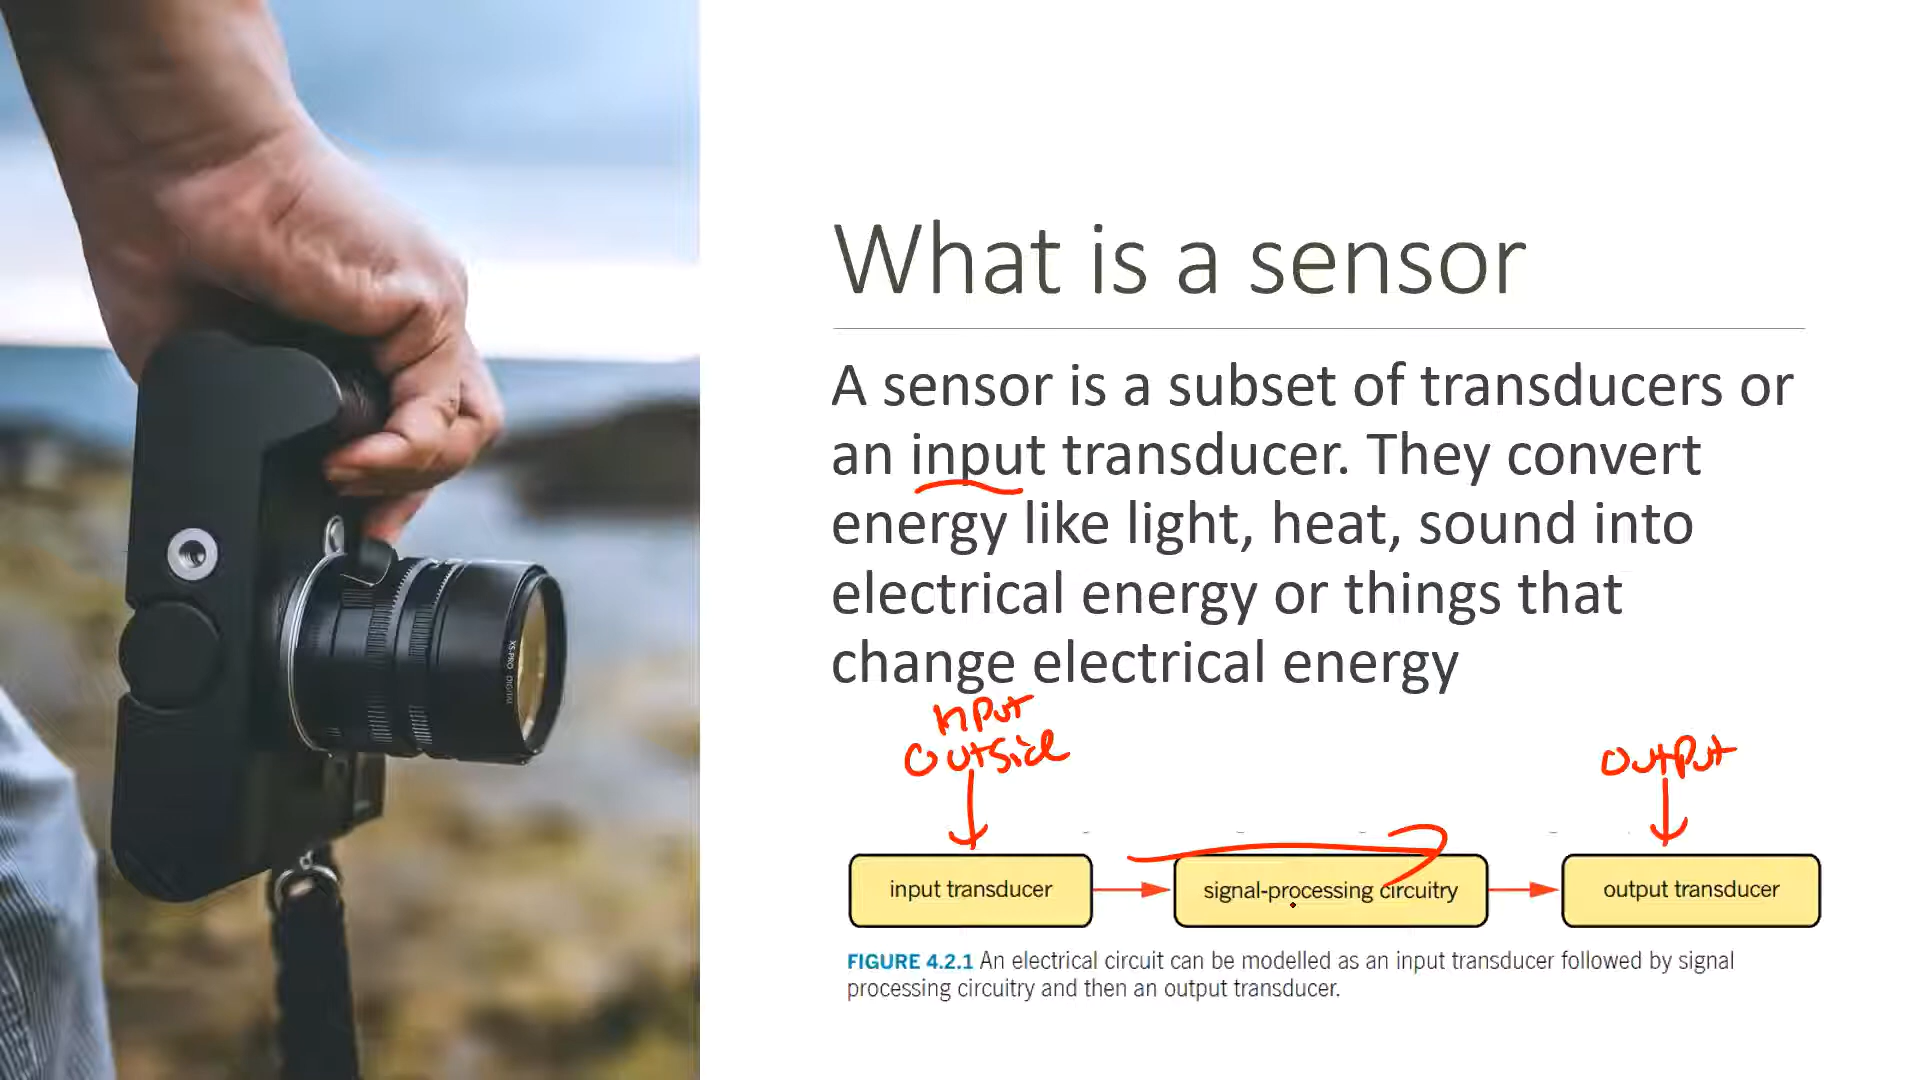 What is a sensor
A sensor is a subset of transducers or
an input transducer. They convert
energy like light, heat, sound into
electrical energy or things that
change electrical energy
input
outside
output
input transducer
signal-processing circuitry
output transducer
FIGURE 4.2.1 An electrical circuit can be modelled as an input transducer followed by signal
processing circuitry and then an output transducer.
XS-PRO DIGITAL